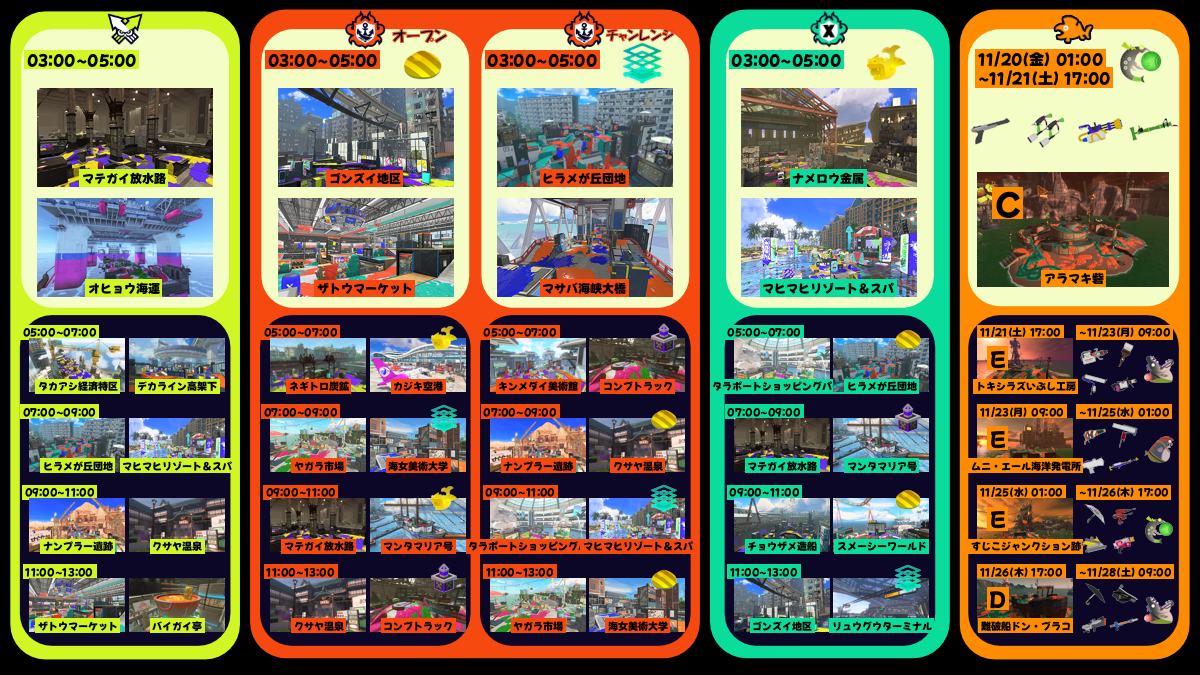 03:00~05:00
マテガイ放水路
オヒョウ海運
05:00~07:00
タカアシ経済特区
デカライン高架下
07:00~09:00
ヒラメが丘団地
マヒマヒリゾート&スパ
09:00~11:00
ナンプラー遺跡
クサヤ温泉
11:00~13:00
ザトウマーケット
バイガイ亭
オープン
03:00~05:00
ゴンズイ地区
ザトウマーケット
05:00~07:00
ネギトロ炭鉱
カジキ空港
07:00~09:00
ヤガラ市場
海女美術大学
09:00~11:00
マテガイ放水路
マンタマリア号
11:00~13:00
クサヤ温泉
コンブトラック
チャレンジ
03:00~05:00
ヒラメが丘団地
マサバ海峡大橋
05:00~07:00
キンメダイ美術館
コンブトラック
07:00~09:00
ナンプラー遺跡
クサヤ温泉
09:00~11:00
タラポートショッピング
マヒマヒリゾート&スパ
11:00~13:00
ヤガラ市場
海女美術大学
X
03:00~05:00
ナメロウ金属
マヒマヒリゾート&スパ
05:00~07:00
タラポートショッピングパ
ヒラメが丘団地
07:00~09:00
マテガイ放水路
マンタマリア号
09:00~11:00
チョウザメ造船
スメーシーワールド
11:00~13:00
ゴンズイ地区
リュウグウターミナル
11/20(金) 01:00
~11/21(土) 17:00
C
アラマキ砦
11/21(土) 17:00
~11/23(月) 09:00
E
トキシラズいぶし工房
11/23(月) 09:00
~11/25(水) 01:00
E
ムニ・エール海洋発電所
11/25(水) 01:00
~11/26(木) 17:00
E
すじこジャンクション跡
11/26(木) 17:00
~11/28(土) 09:00
D
難破船ドン・ブラコ